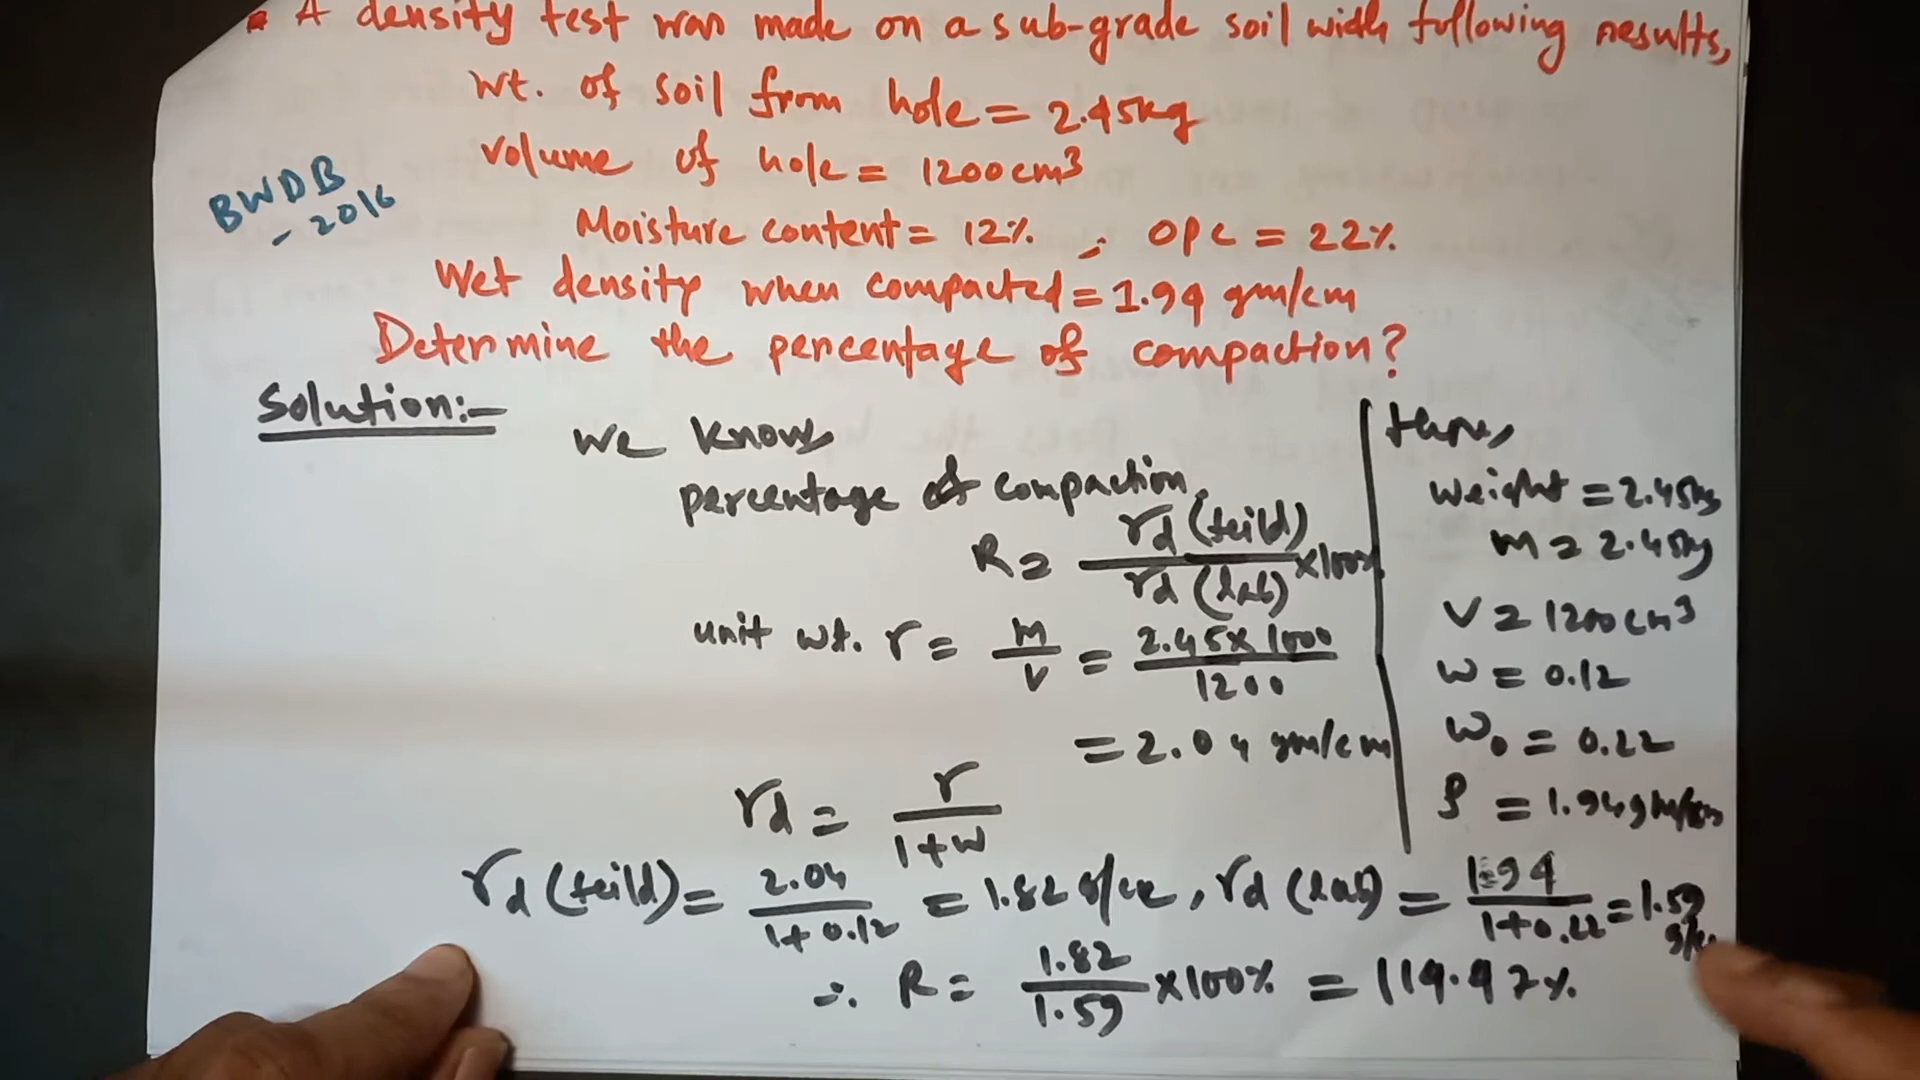 A density test was made on a sub-grade soil with following results,
wt. of soil from hole = 2.45kg
volume of hole = 1200cm³
BWDB
- 2016
Moisture content = 12% , OPC = 22%
Wet density when compacted = 1.94 gm/cm
Determine the percentage of compaction?
Solution:-
we know,
percentage of compaction,
R = rd (feild) / rd (lab) x100%
unit wt. r = m/V = 2.45x1000 / 1200
= 2.04 gm/cm
rd = r / 1+w
rd (feild) = 2.04 / 1+0.12 = 1.82 g/cc, rd (lab) = 1.94 / 1+0.22 = 1.59
∴ R = 1.82 / 1.59 x100% = 114.47%
weight = 2.45kg
m = 2.45kg
V = 1200cm³
w = 0.12
w₀ = 0.22
ρ = 1.94gm/cm